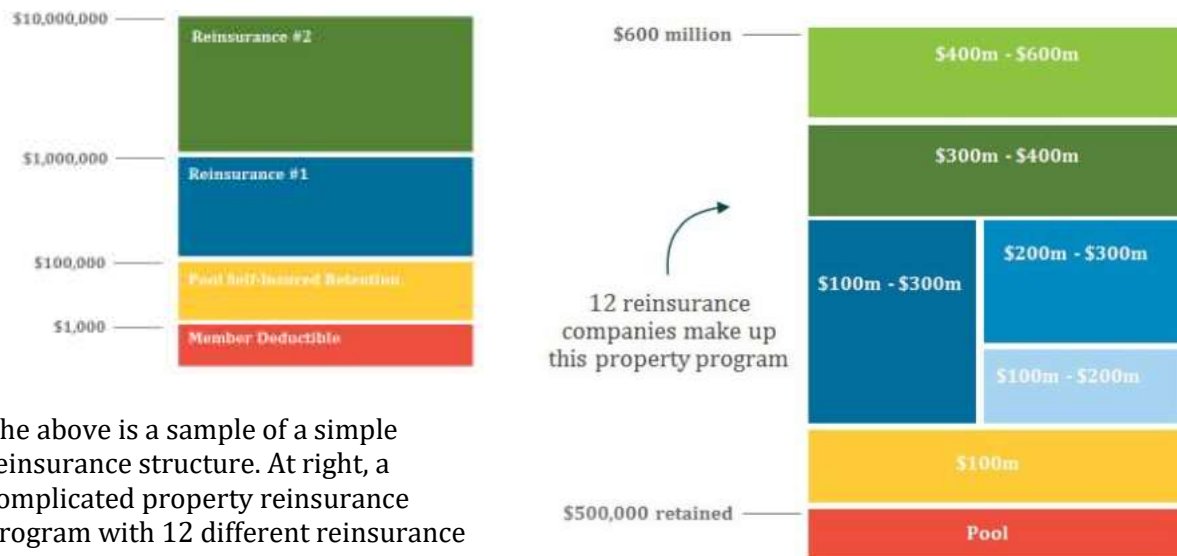 $10,000,000
Reinsurance #2
$1,000,000
Reinsurance #1
$100,000
Pool Self-Insured Retention.
$1,000
Member Deductible
he above is a sample of a simple
einsurance structure. At right, a
omplicated property reinsurance
rogram with 12 different reinsurance
$600 million
$400m - $600m
$300m - $400m
12 reinsurance
companies make up
this property program
$100m - $300m
$200m - $300m
$100m - $200m
$100m
$500,000 retained
Pool